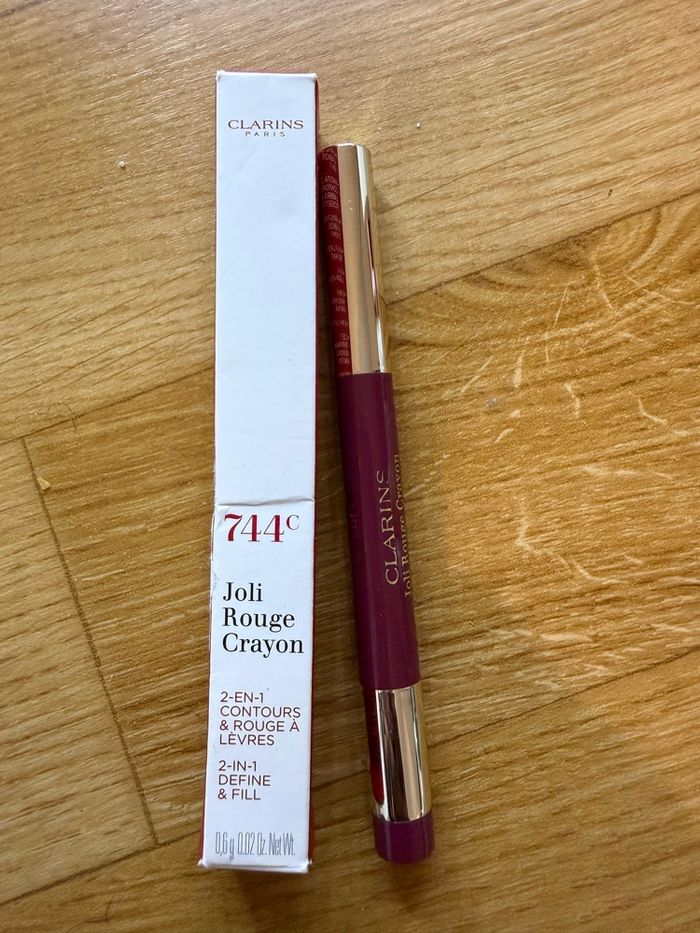 CLARINS
PARIS
744C
Joli
Rouge
Crayon
2-EN-1
CONTOURS
& ROUGE À
LÈVRES
2-IN-1
DEFINE
& FILL
0,6 g 0.02 Oz. Net Wt.
CLARINS
Joli Rouge Crayon